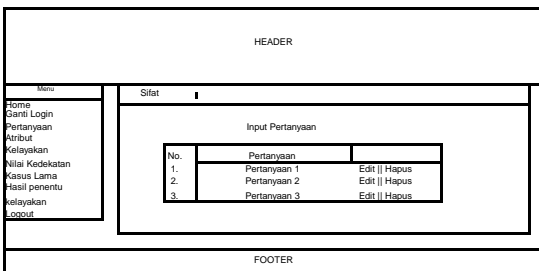 HEADER
Menu
Home
Ganti Login
Pertanyaan
Atribut
Kelayakan
Nilai Kedekatan
Kasus Lama
Hasil penentu
kelayakan
Logout
Sifat
Input Pertanyaan
No. Pertanyaan
1. Pertanyaan 1 Edit || Hapus
2. Pertanyaan 2 Edit || Hapus
3. Pertanyaan 3 Edit || Hapus
FOOTER